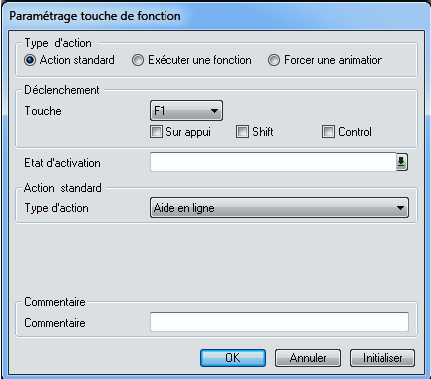 Paramétrage touche de fonction
Type d'action
Action standard Exécuter une fonction Forcer une animation
Déclenchement
Touche F1
Sur appui Shift Control
Etat d'activation
Action standard
Type d'action Aide en ligne
Commentaire
Commentaire
OK Annuler Initialiser